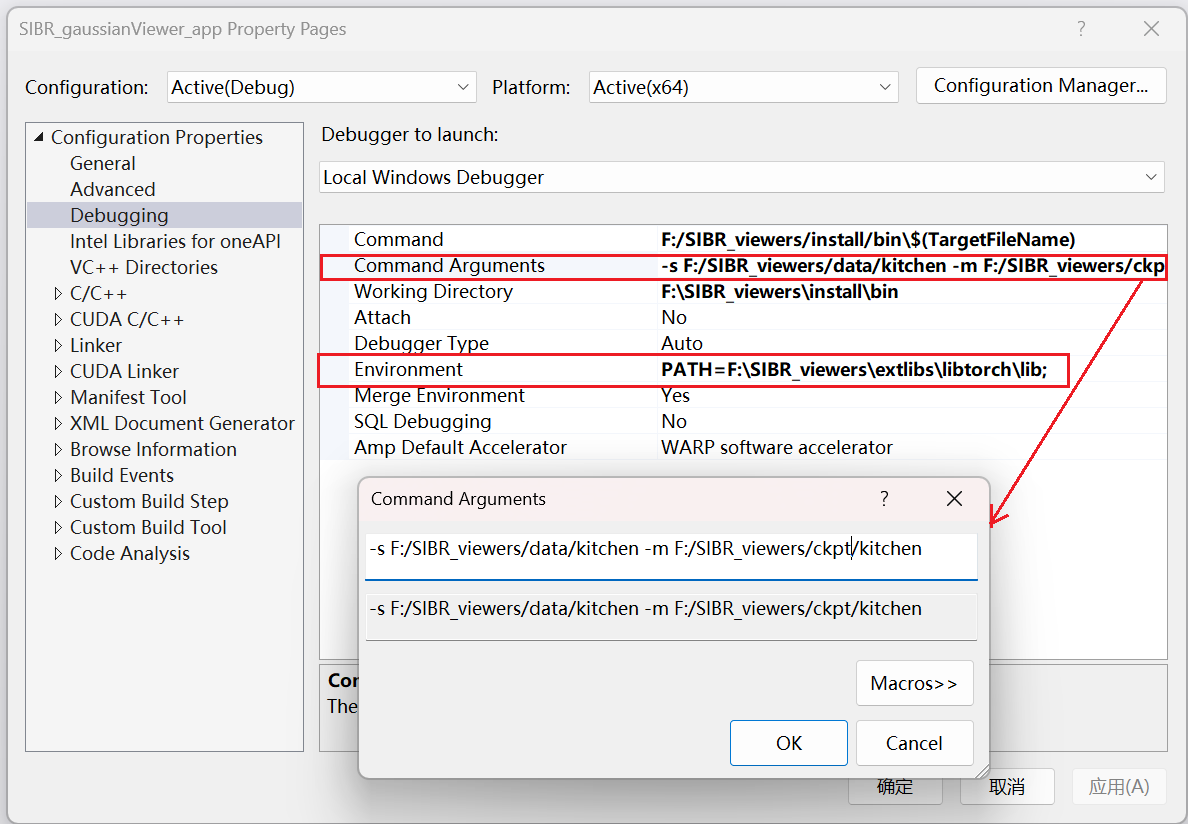 SIBR_gaussianViewer_app Property Pages
?
Configuration: Active(Debug) Platform: Active(x64) Configuration Manager...
Configuration Properties
General
Advanced
Debugging
Intel Libraries for oneAPI
VC++ Directories
C/C++
CUDA C/C++
Linker
CUDA Linker
Manifest Tool
XML Document Generator
Browse Information
Build Events
Custom Build Step
Custom Build Tool
Code Analysis
Debugger to launch:
Local Windows Debugger
Command F:/SIBR_viewers/install/bin\$(TargetFileName)
Command Arguments -s F:/SIBR_viewers/data/kitchen -m F:/SIBR_viewers/ckp
Working Directory F:\SIBR_viewers\install\bin
Attach No
Debugger Type Auto
Environment PATH=F:\SIBR_viewers\extlibs\libtorch\lib;
Merge Environment Yes
SQL Debugging No
Amp Default Accelerator WARP software accelerator
Cor
The
Command Arguments ?
-s F:/SIBR_viewers/data/kitchen -m F:/SIBR_viewers/ckpt/kitchen
-s F:/SIBR_viewers/data/kitchen -m F:/SIBR_viewers/ckpt/kitchen
Macros>>
OK Cancel
确定 取消 应用(A)